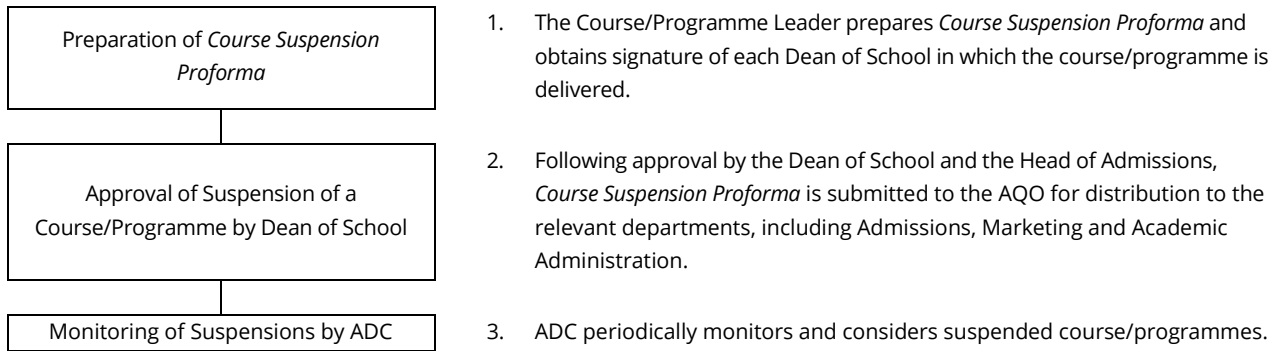 Preparation of Course Suspension
Proforma
1. The Course/Programme Leader prepares Course Suspension Proforma and
obtains signature of each Dean of School in which the course/programme is
delivered.
Approval of Suspension of a
Course/Programme by Dean of School
2. Following approval by the Dean of School and the Head of Admissions,
Course Suspension Proforma is submitted to the AQO for distribution to the
relevant departments, including Admissions, Marketing and Academic
Administration.
Monitoring of Suspensions by ADC
3. ADC periodically monitors and considers suspended course/programmes.